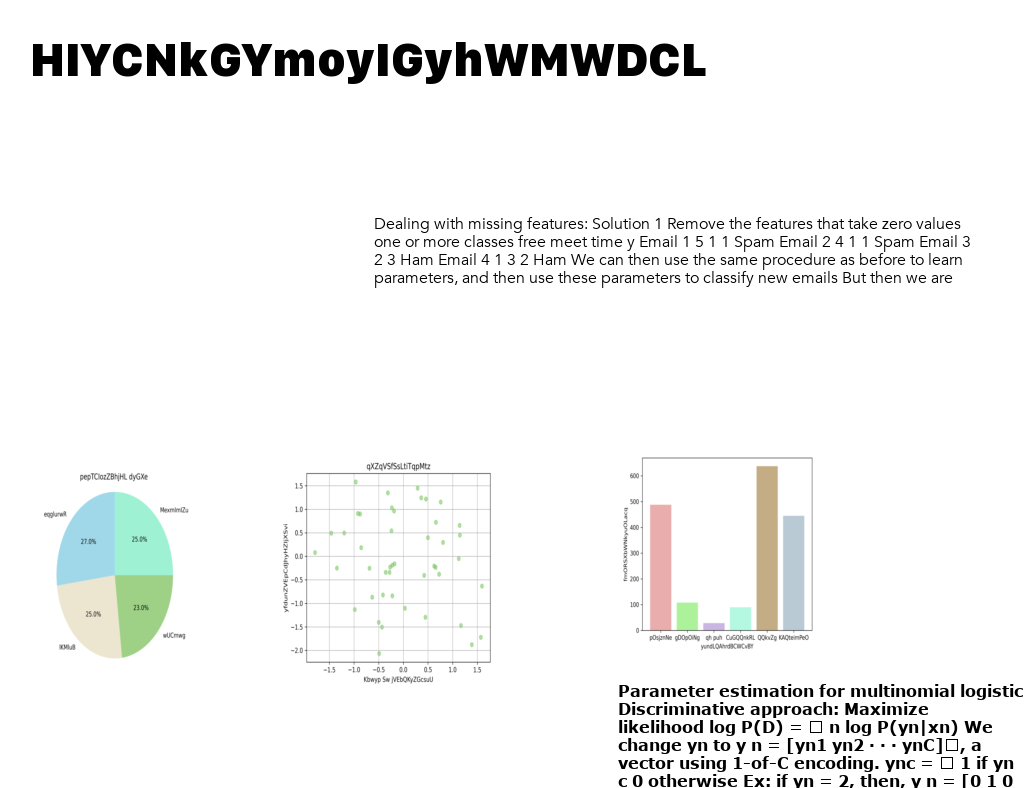 HIYCNkGYmoyIGyhWMWDCL
Dealing with missing features: Solution 1 Remove the features that take zero values
one or more classes free meet time y Email 1 5 1 1 Spam Email 2 4 1 1 Spam Email 3
2 3 Ham Email 4 1 3 2 Ham We can then use the same procedure as before to learn
parameters, and then use these parameters to classify new emails But then we are
pepTClozZBhjHL dyGXe
MexmImIZu
25.0%
eqgIurwR
27.0%
25.0%
IKMIuB
23.0%
wUCmwg
qXZqVSfSsLtiTqpMtz
1.5
1.0
0.5
0.0
−0.5
−1.0
−1.5
−2.0
−1.5 −1.0 −0.5 0.0 0.5 1.0 1.5
Kbwyp Sw jVEbQKyZGcsuU
600
500
400
300
200
100
0
pOsjznNe gDOpOiNg qh puh CuGQQnkRL QQkvZg KAQteimPeO
yundLQAhrdBCWCvBY
Parameter estimation for multinomial logistic
Discriminative approach: Maximize
likelihood log P(D) = □ n log P(yn|xn) We
change yn to y n = [yn1 yn2 · · · ynC]□, a
vector using 1-of-C encoding. ync = □ 1 if yn
c 0 otherwise Ex: if yn = 2, then, y n = [0 1 0